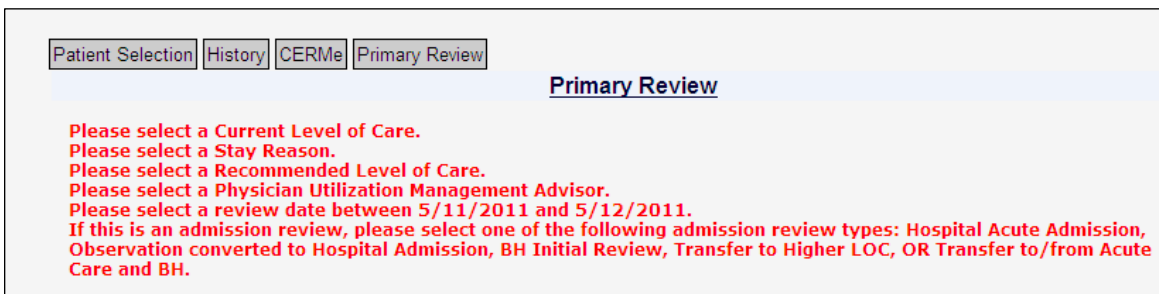 Patient Selection History CERMe Primary Review
Primary Review
Please select a Current Level of Care.
Please select a Stay Reason.
Please select a Recommended Level of Care.
Please select a Physician Utilization Management Advisor.
Please select a review date between 5/11/2011 and 5/12/2011.
If this is an admission review, please select one of the following admission review types: Hospital Acute Admission,
Observation converted to Hospital Admission, BH Initial Review, Transfer to Higher LOC, OR Transfer to/from Acute
Care and BH.